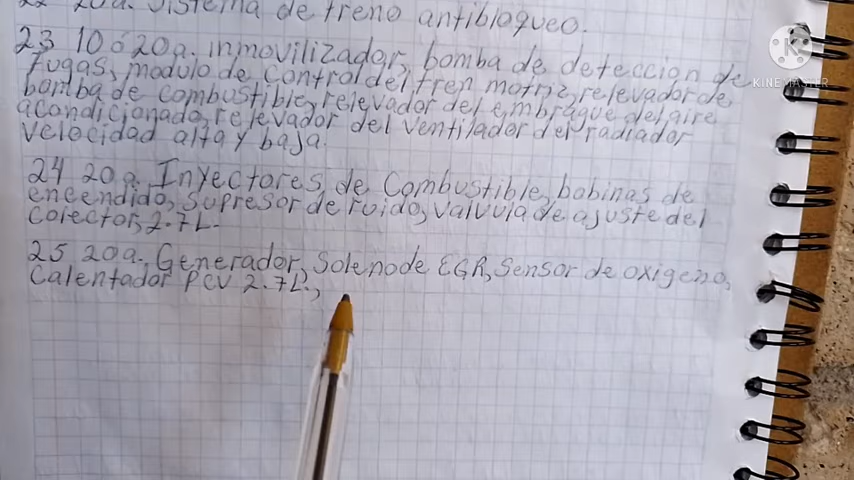 22 20a. Sistema de freno antibloqueo.
23 10 ó 20a. inmovilizador, bomba de deteccion de
fugas, modulo de control del tren motriz, relevador de
bomba de combustible, relevador del embrague del aire
acondicionado, relevador del ventilador del radiador
velocidad alta y baja.
24 20a. Inyectores de Combustible, bobinas de
encendido, supresor de ruido, valvula de ajuste del
colector, 2.7L.
25 20a. Generador, Solenode EGR, Sensor de oxigeno,
Calentador PCV 2.7L.,
KINEMASTER